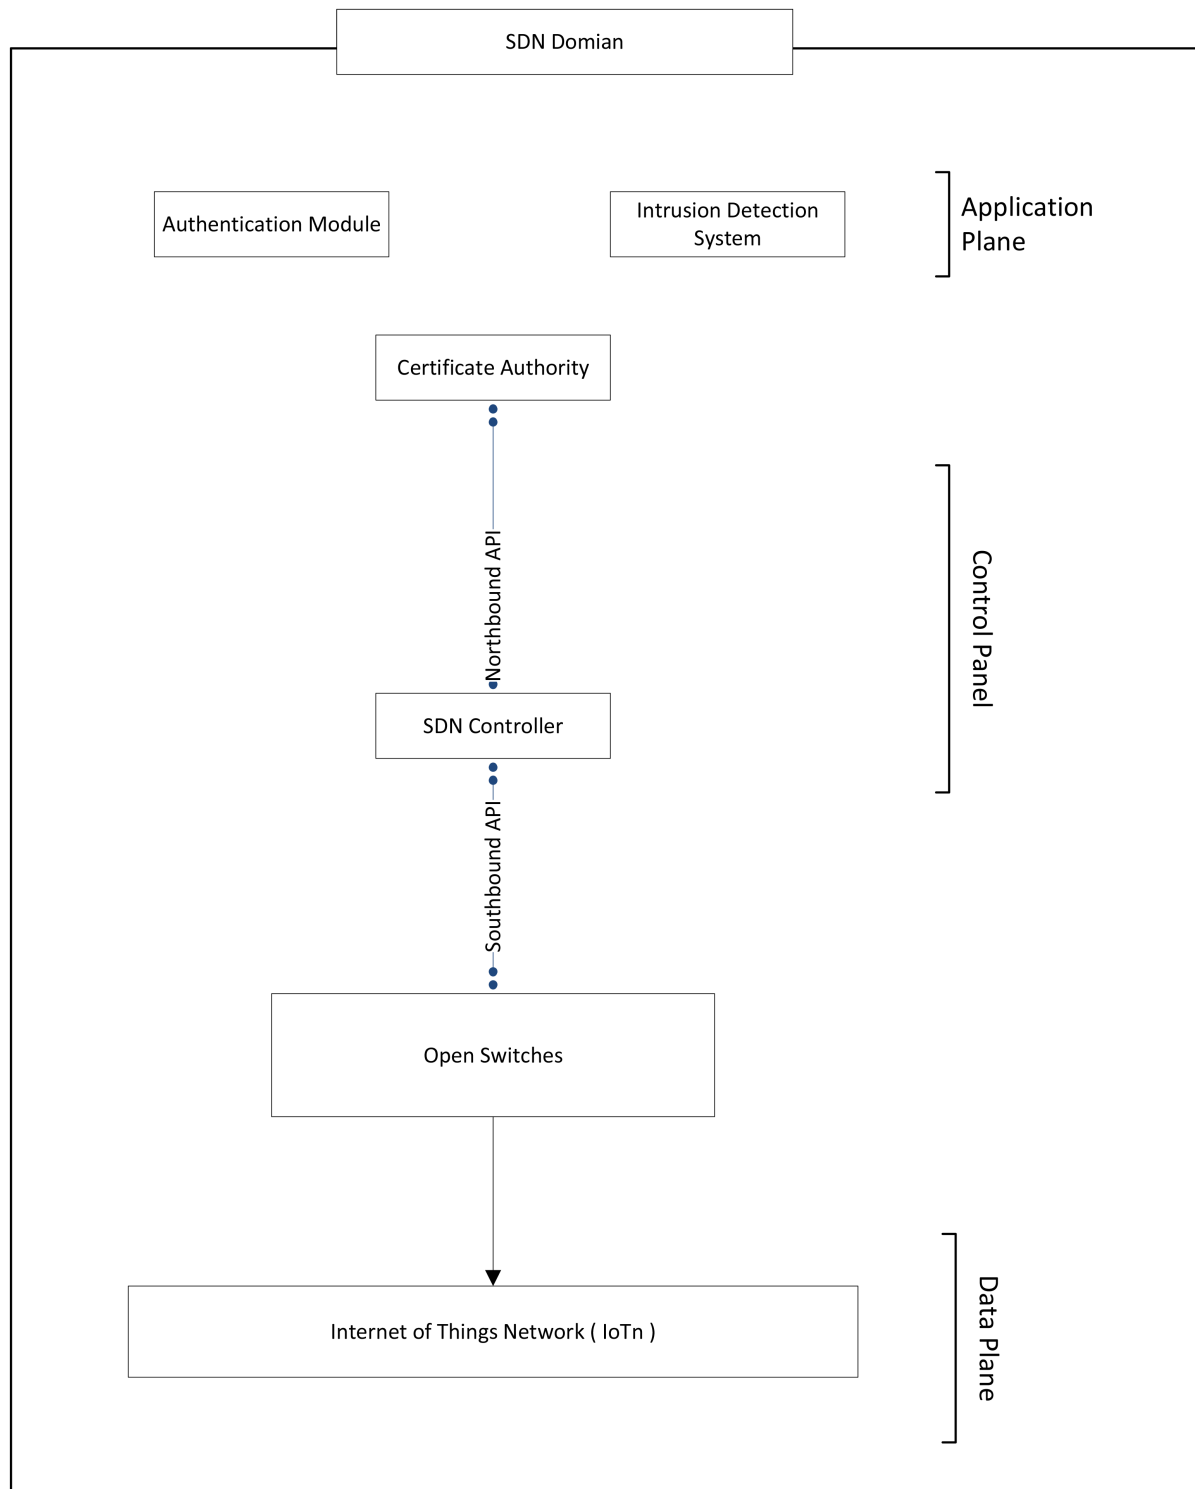 SDN Domian
Authentication Module
Intrusion Detection
System
Application
Plane
Certificate Authority
Northbound API
Control Panel
SDN Controller
Southbound API
Open Switches
Internet of Things Network ( IoTn )
Data Plane